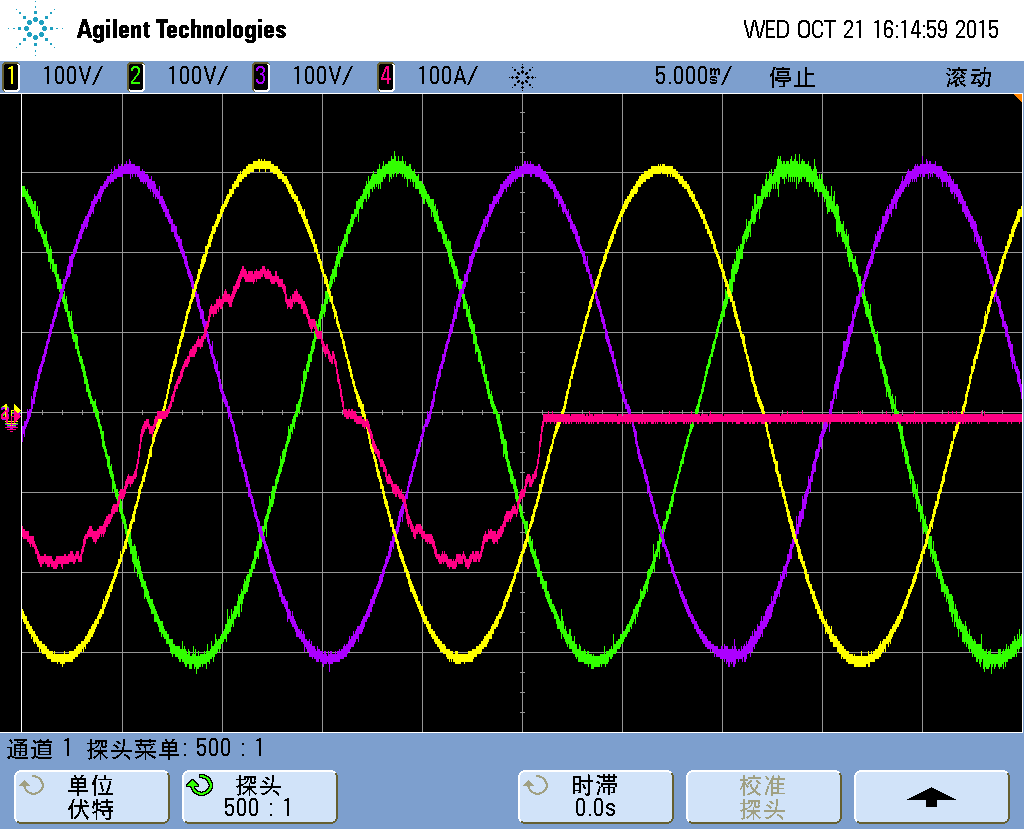 Agilent Technologies WED OCT 21 16:14:59 2015
1 100V/ 2 100V/ 3 100V/ 4 100A/ 5.000ms/ 停止 滚动
通道 1 探头菜单: 500 : 1
单位 探头 时滞 校准
伏特 500 : 1 0.0s 探头